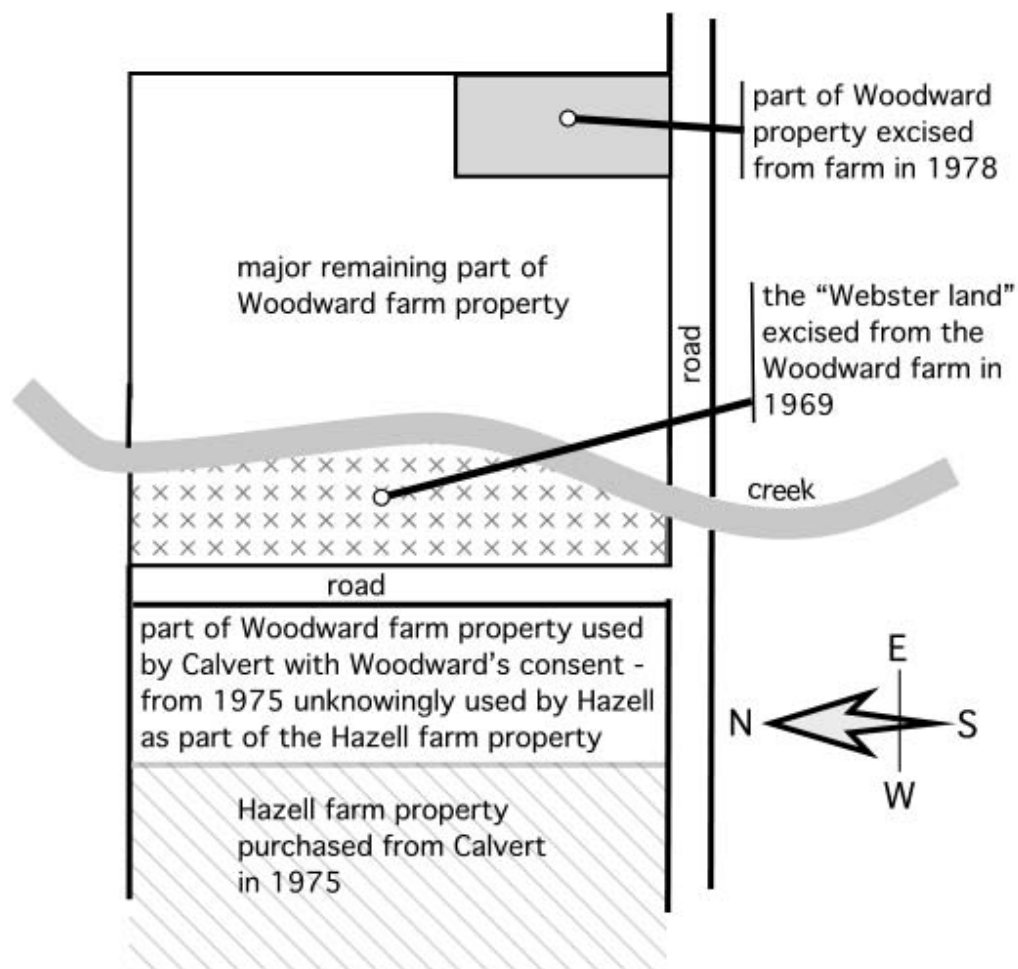 part of Woodward
property excised
from farm in 1978
major remaining part of
Woodward farm property
road
the “Webster land”
excised from the
Woodward farm in
1969
creek
road
part of Woodward farm property used
by Calvert with Woodward’s consent -
from 1975 unknowingly used by Hazell
as part of the Hazell farm property
Hazell farm property
purchased from Calvert
in 1975
E
N
S
W